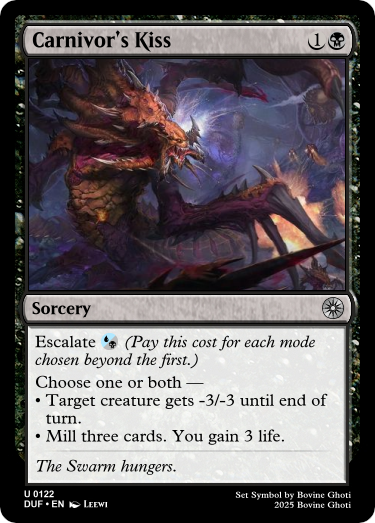 Carnivor's Kiss 1
Sorcery
Escalate (Pay this cost for each mode
chosen beyond the first.)
Choose one or both —
• Target creature gets -3/-3 until end of
turn.
• Mill three cards. You gain 3 life.
The Swarm hungers.
U 0122
DUF • EN Leewi
Set Symbol by Bovine Ghoti
2025 Bovine Ghoti